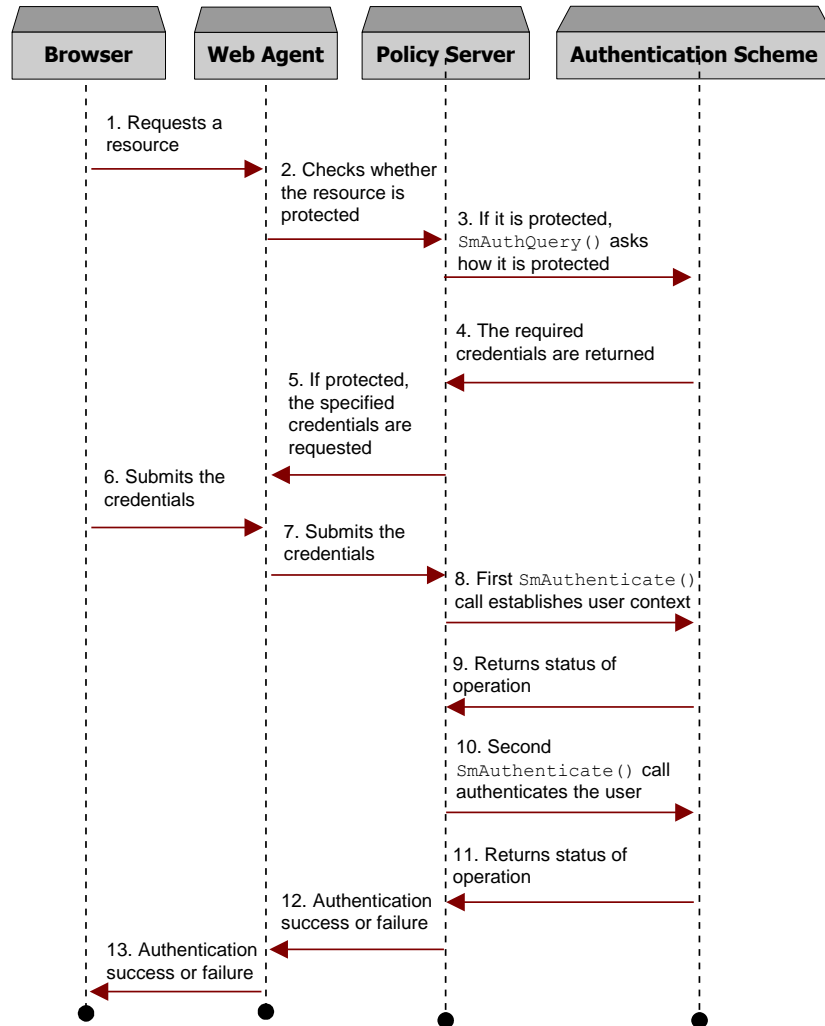 Browser
Web Agent
Policy Server
Authentication Scheme
1. Requests a
resource
2. Checks whether
the resource is
protected
3. If it is protected,
SmAuthQuery() asks
how it is protected
4. The required
credentials are returned
5. If protected,
the specified
credentials are
requested
6. Submits the
credentials
7. Submits the
credentials
8. First SmAuthenticate()
call establishes user context
9. Returns status of
operation
10. Second
SmAuthenticate() call
authenticates the user
11. Returns status of
operation
12. Authentication
success or failure
13. Authentication
success or failure